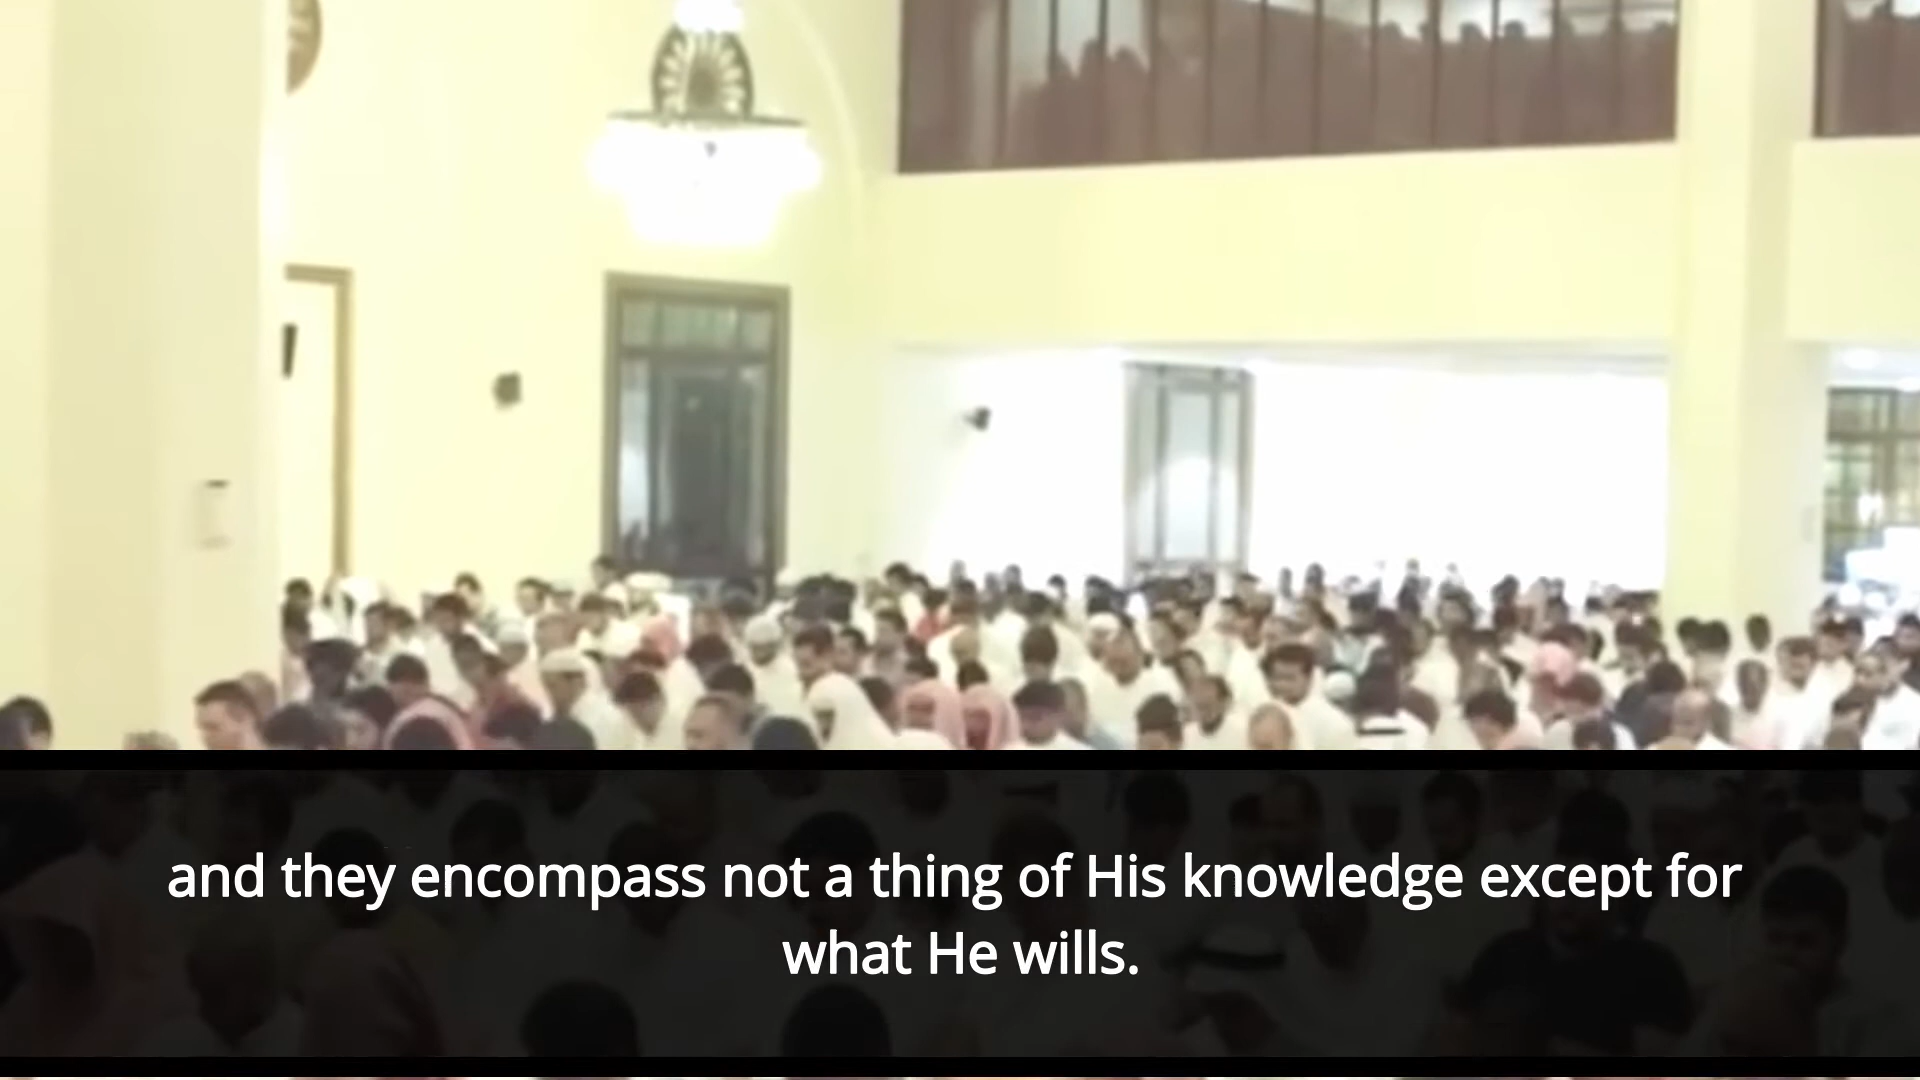 and they encompass not a thing of His knowledge except for
what He wills.